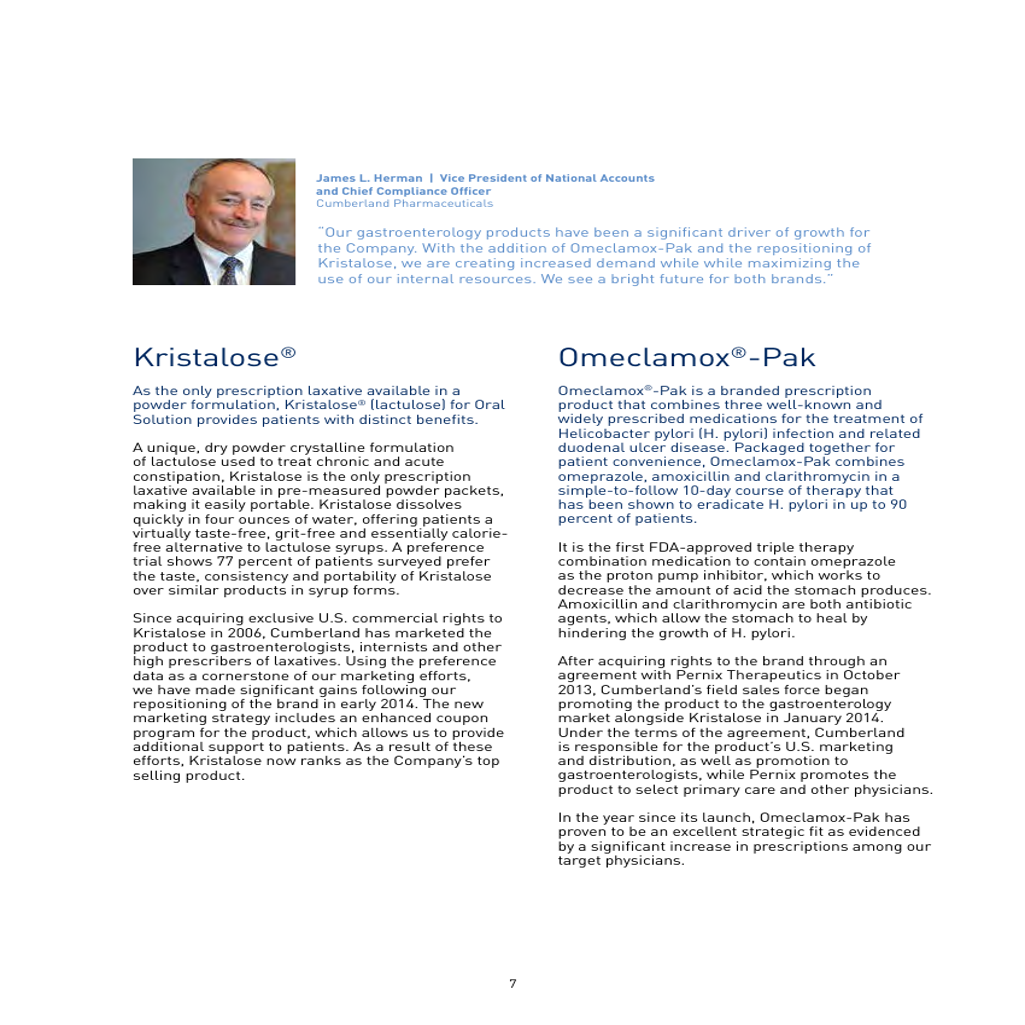 James L. Herman | Vice President of National Accounts
and Chief Compliance Officer
Cumberland Pharmaceuticals
"Our gastroenterology products have been a significant driver of growth for
the Company. With the addition of Omeclamox-Pak and the repositioning of
Kristalose, we are creating increased demand while while maximizing the
use of our internal resources. We see a bright future for both brands."
Kristalose®
As the only prescription laxative available in a
powder formulation, Kristalose® (lactulose) for Oral
Solution provides patients with distinct benefits.
A unique, dry powder crystalline formulation
of lactulose used to treat chronic and acute
constipation, Kristalose is the only prescription
laxative available in pre-measured powder packets,
making it easily portable. Kristalose dissolves
quickly in four ounces of water, offering patients a
virtually taste-free, grit-free and essentially calorie-
free alternative to lactulose syrups. A preference
trial shows 77 percent of patients surveyed prefer
the taste, consistency and portability of Kristalose
over similar products in syrup forms.
Since acquiring exclusive U.S. commercial rights to
Kristalose in 2006, Cumberland has marketed the
product to gastroenterologists, internists and other
high prescribers of laxatives. Using the preference
data as a cornerstone of our marketing efforts,
we have made significant gains following our
repositioning of the brand in early 2014. The new
marketing strategy includes an enhanced coupon
program for the product, which allows us to provide
additional support to patients. As a result of these
efforts, Kristalose now ranks as the Company's top
selling product.
Omeclamox®-Pak
Omeclamox®-Pak is a branded prescription
product that combines three well-known and
widely prescribed medications for the treatment of
Helicobacter pylori (H. pylori) infection and related
duodenal ulcer disease. Packaged together for
patient convenience, Omeclamox-Pak combines
omeprazole, amoxicillin and clarithromycin in a
simple-to-follow 10-day course of therapy that
has been shown to eradicate H. pylori in up to 90
percent of patients.
It is the first FDA-approved triple therapy
combination medication to contain omeprazole
as the proton pump inhibitor, which works to
decrease the amount of acid the stomach produces.
Amoxicillin and clarithromycin are both antibiotic
agents, which allow the stomach to heal by
hindering the growth of H. pylori.
After acquiring rights to the brand through an
agreement with Pernix Therapeutics in October
2013, Cumberland's field sales force began
promoting the product to the gastroenterology
market alongside Kristalose in January 2014.
Under the terms of the agreement, Cumberland
is responsible for the product's U.S. marketing
and distribution, as well as promotion to
gastroenterologists, while Pernix promotes the
product to select primary care and other physicians.
In the year since its launch, Omeclamox-Pak has
proven to be an excellent strategic fit as evidenced
by a significant increase in prescriptions among our
target physicians.
7